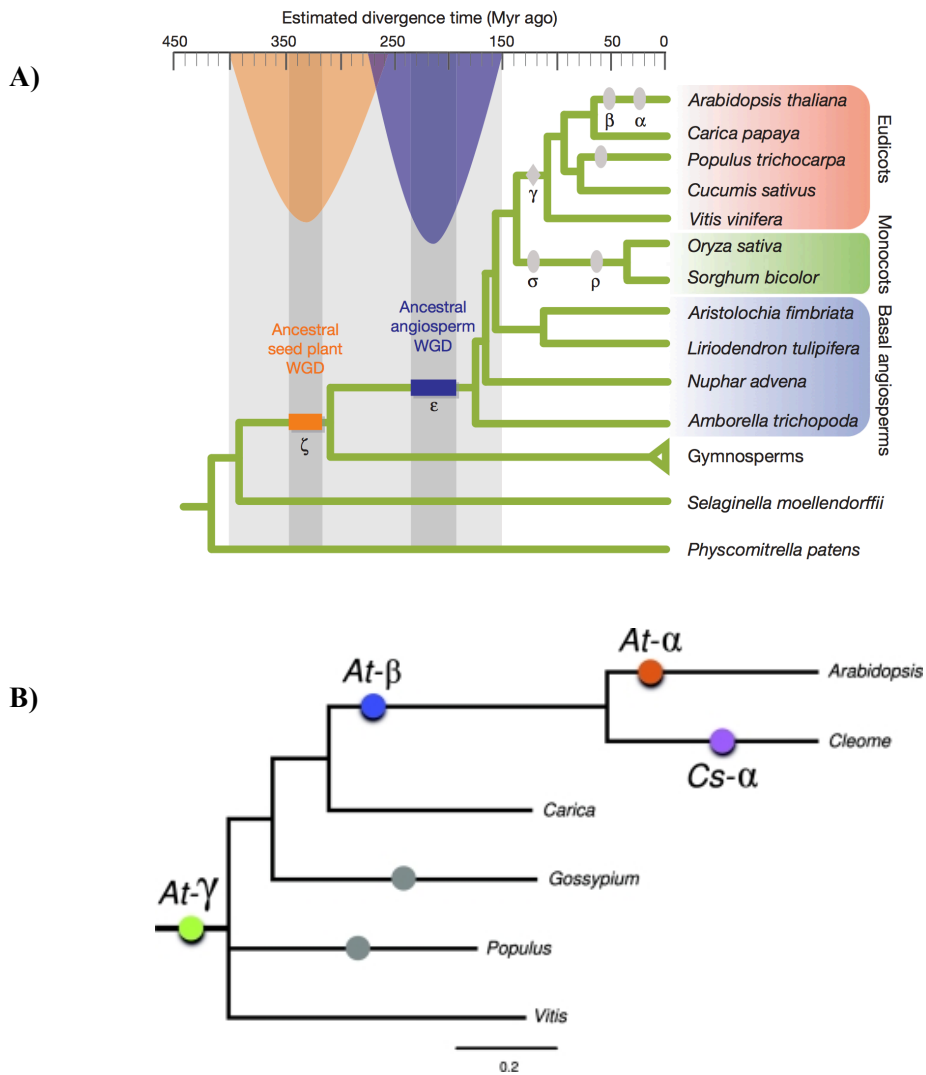 Estimated divergence time (Myr ago)
450 350 250 150 50 0
A)
Arabidopsis thaliana
β α
Carica papaya
Populus trichocarpa
γ
Cucumis sativus
Vitis vinifera
Eudicots
Oryza sativa
σ ρ
Sorghum bicolor
Monocots
Ancestral
angiosperm
WGD
Aristolochia fimbriata
Ancestral
seed plant
WGD
Liriodendron tulipifera
Nuphar advena
ε
Amborella trichopoda
Basal angiosperms
ζ
Gymnosperms
Selaginella moellendorffii
Physcomitrella patens
B)
At-α
At-β
Arabidopsis
Cleome
Cs-α
Carica
Gossypium
At-γ
Populus
Vitis
0.2